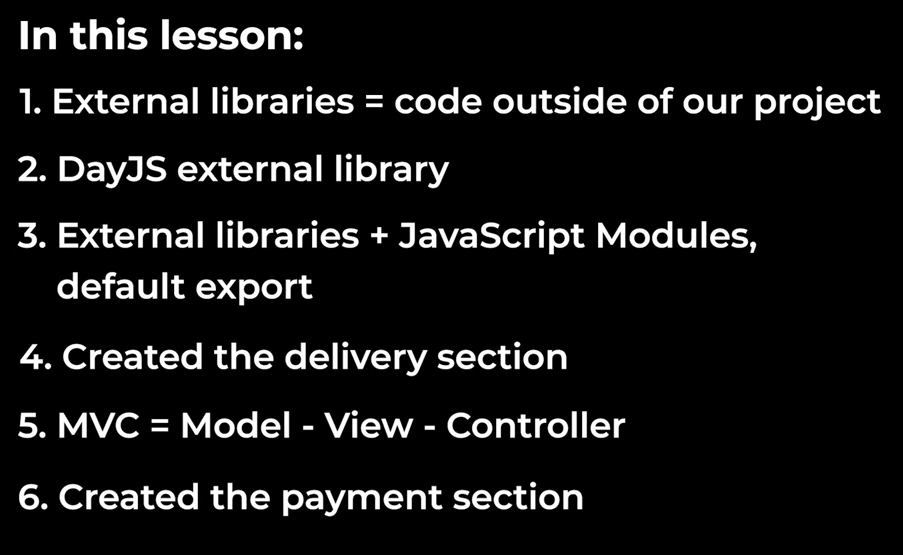 In this lesson:
1. External libraries = code outside of our project
2. DayJS external library
3. External libraries + JavaScript Modules,
default export
4. Created the delivery section
5. MVC = Model - View - Controller
6. Created the payment section